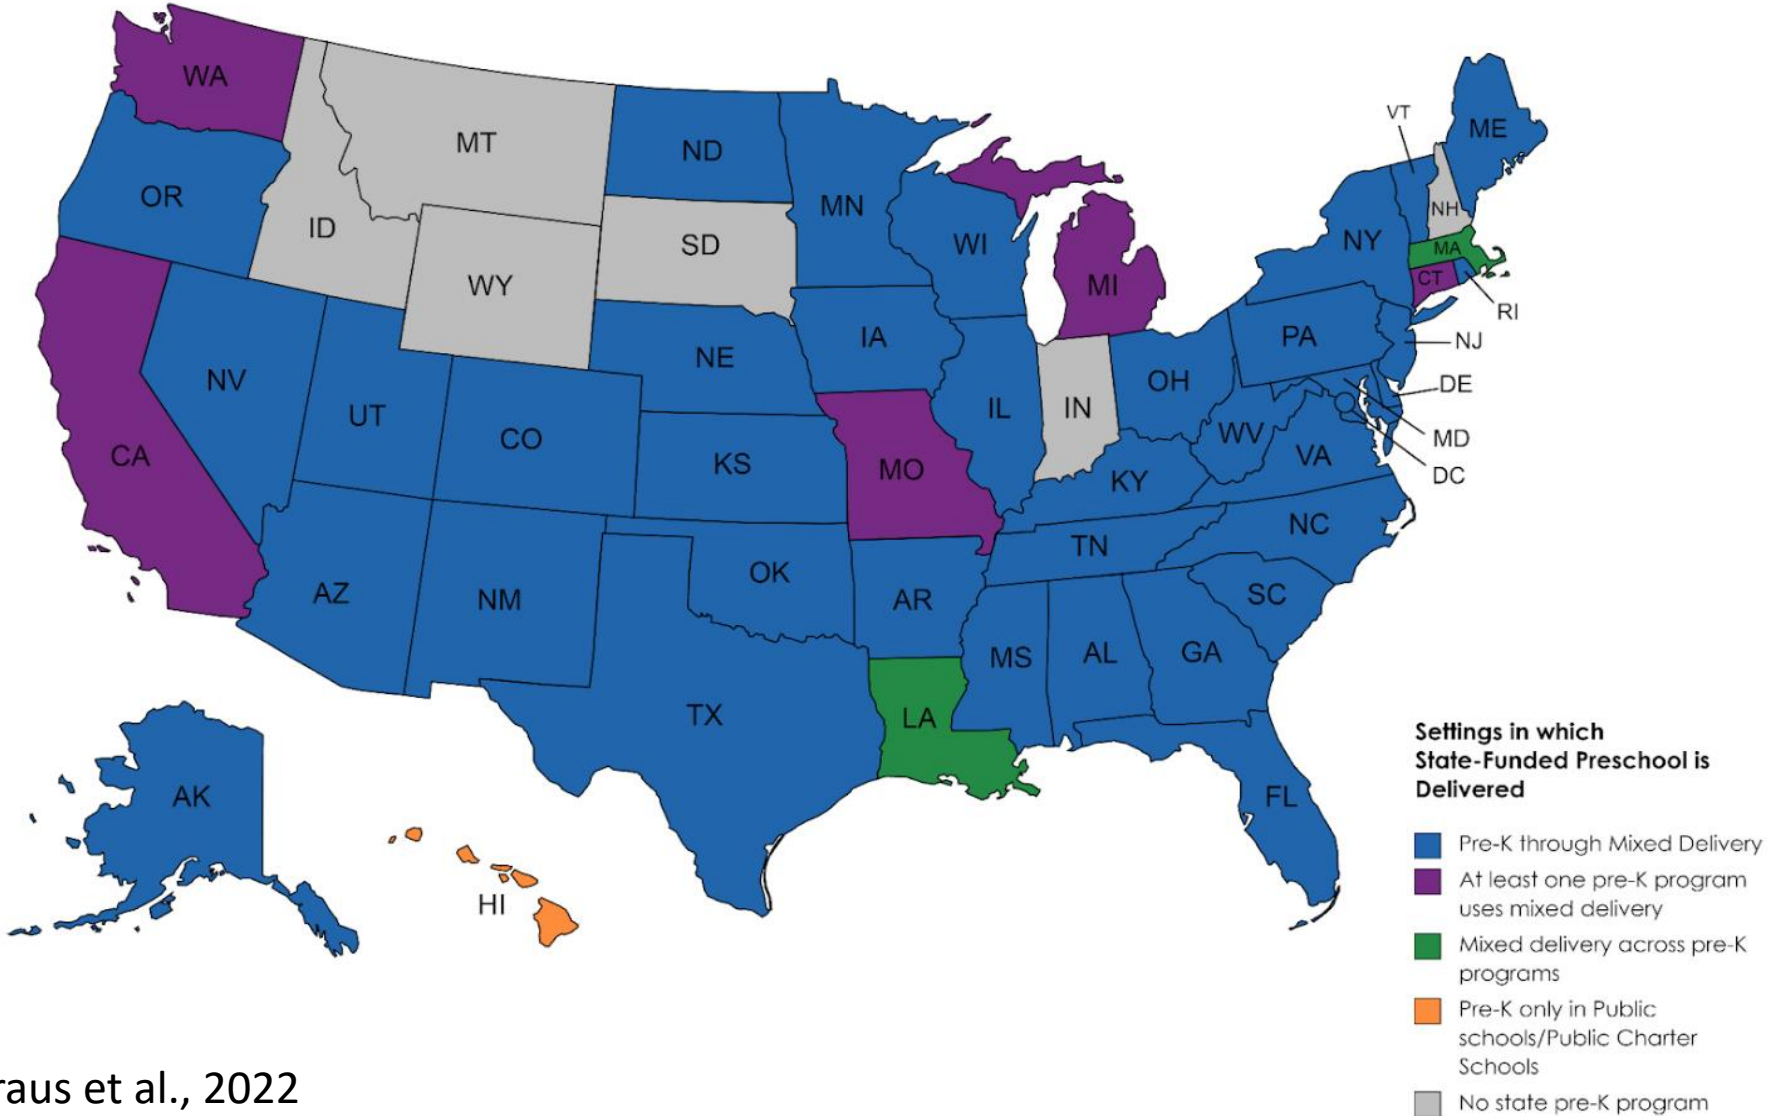 WA
MT
ND
VT
ME
OR
MN
ID
SD
WI
NH
NY
MA
WY
MI
CT
RI
IA
PA
NJ
NE
NV
OH
DE
UT
IL
IN
CO
MD
WV
CA
KS
MO
VA
DC
KY
NC
TN
OK
AZ
NM
AR
SC
MS
AL
GA
TX
LA
AK
FL
HI
Settings in which
State-Funded Preschool is
Delivered
Pre-K through Mixed Delivery
At least one pre-K program
uses mixed delivery
Mixed delivery across pre-K
programs
Pre-K only in Public
schools/Public Charter
Schools
No state pre-K program
raus et al., 2022